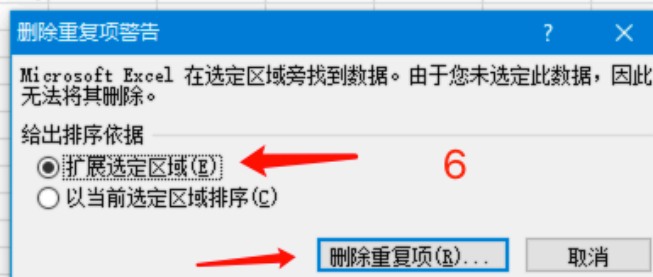 删除重复项警告
Microsoft Excel 在选定区域旁找到数据。由于您未选定此数据，因此
无法将其删除。
给出排序依据
扩展选定区域(E)
6
以当前选定区域排序(C)
删除重复项(R)...
取消